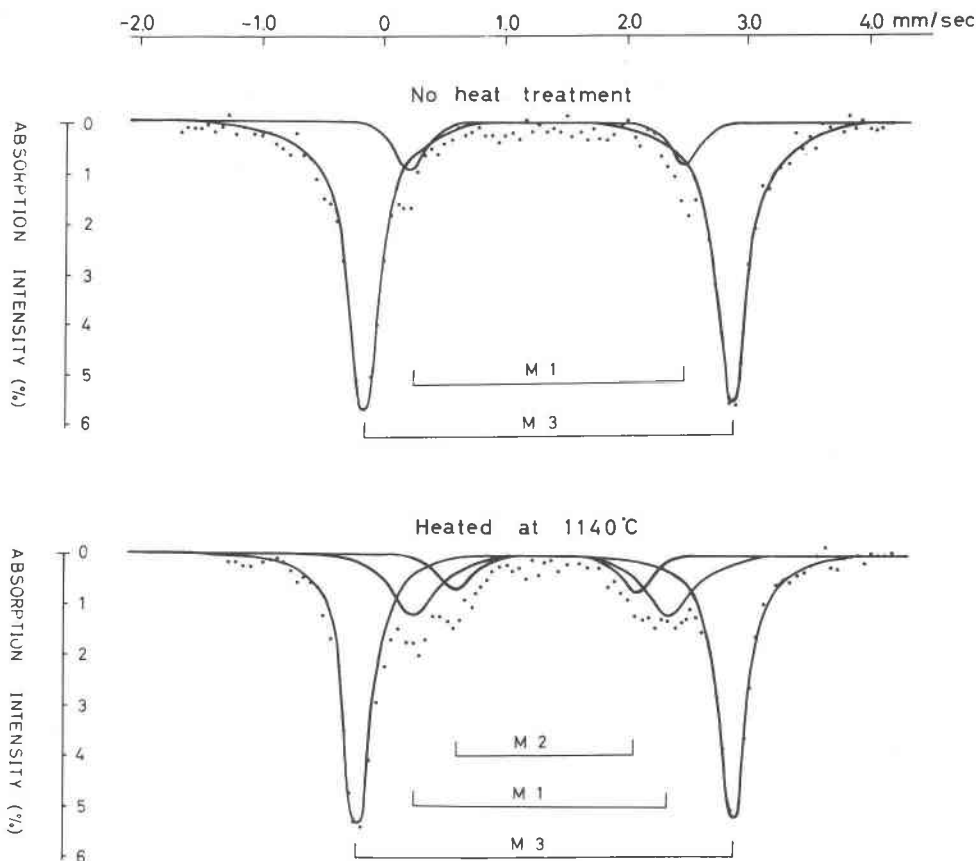 -2.0 -1.0 0 1.0 2.0 3.0 4.0 mm/sec
No heat treatment
ABSORPTION INTENSITY (%)
0
1
2
3
4
5
6
M 1
M 3
Heated at 1140°C
ABSORPTION INTENSITY (%)
0
1
2
3
4
5
6
M 2
M 1
M 3